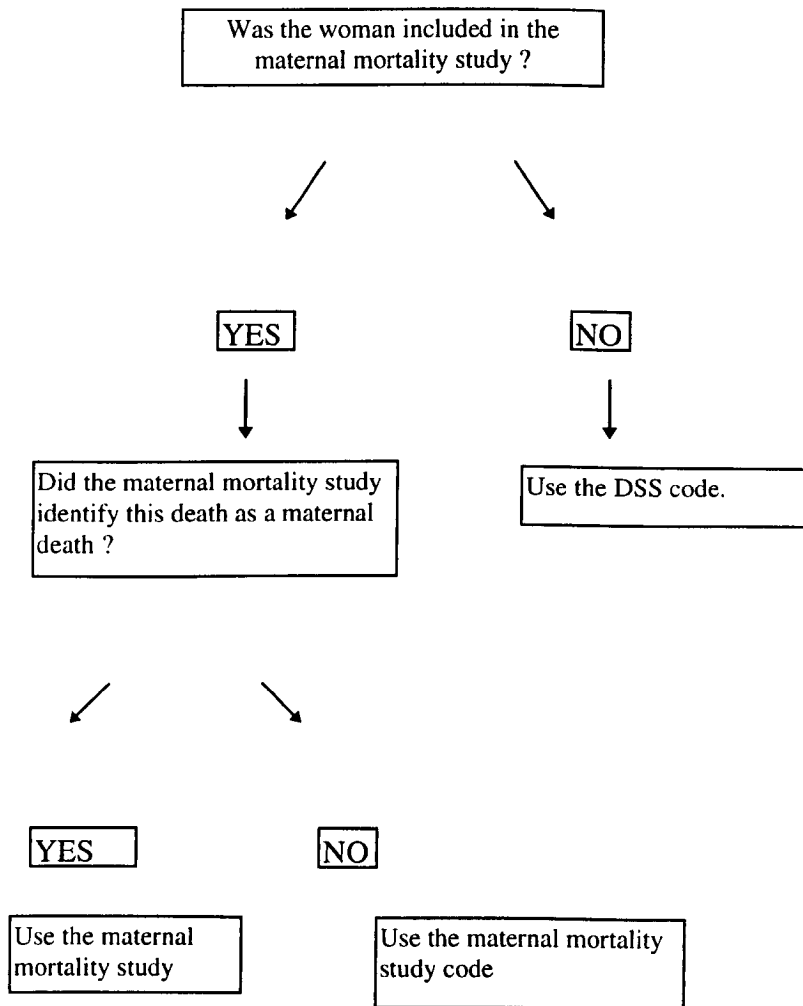 Was the woman included in the
maternal mortality study ?
YES
NO
Did the maternal mortality study
identify this death as a maternal
death ?
Use the DSS code.
YES
NO
Use the maternal
mortality study
Use the maternal mortality
study code